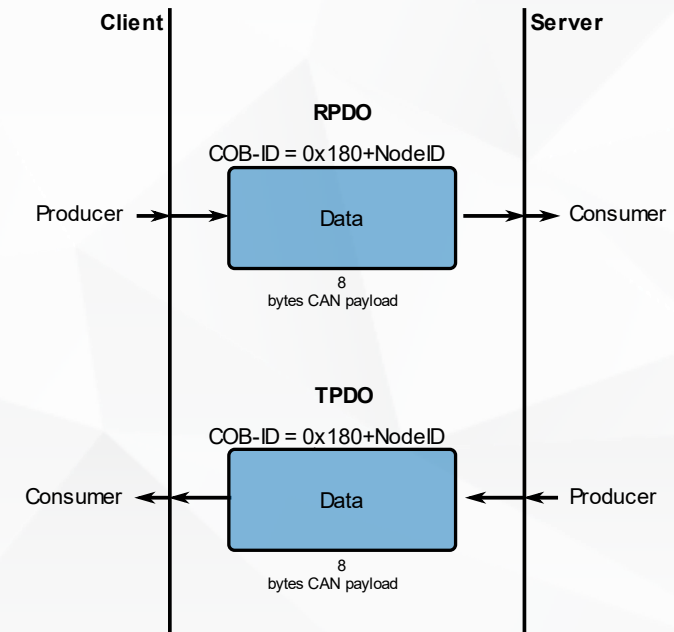 Client
Server
RPDO
COB-ID = 0x180+NodeID
Producer
Data
Consumer
8
bytes CAN payload
TPDO
COB-ID = 0x180+NodeID
Consumer
Data
Producer
8
bytes CAN payload